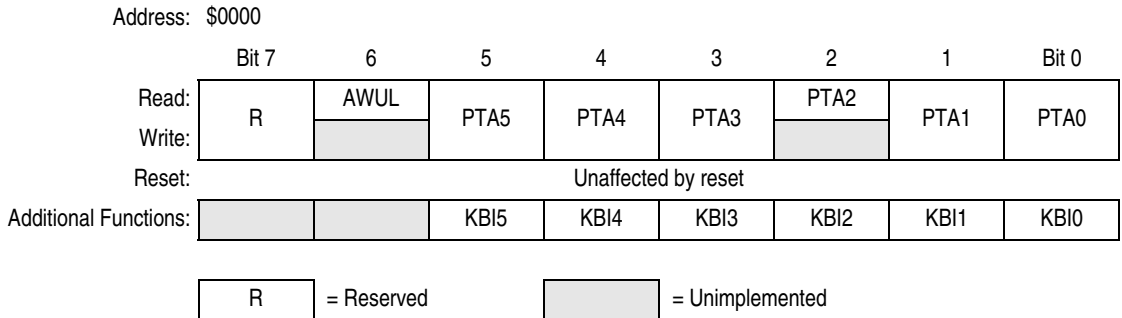 Address: $0000
Bit 7 6 5 4 3 2 1 Bit 0
Read: R AWUL PTA5 PTA4 PTA3 PTA2 PTA1 PTA0
Write:
Reset: Unaffected by reset
Additional Functions: KBI5 KBI4 KBI3 KBI2 KBI1 KBI0
R = Reserved = Unimplemented